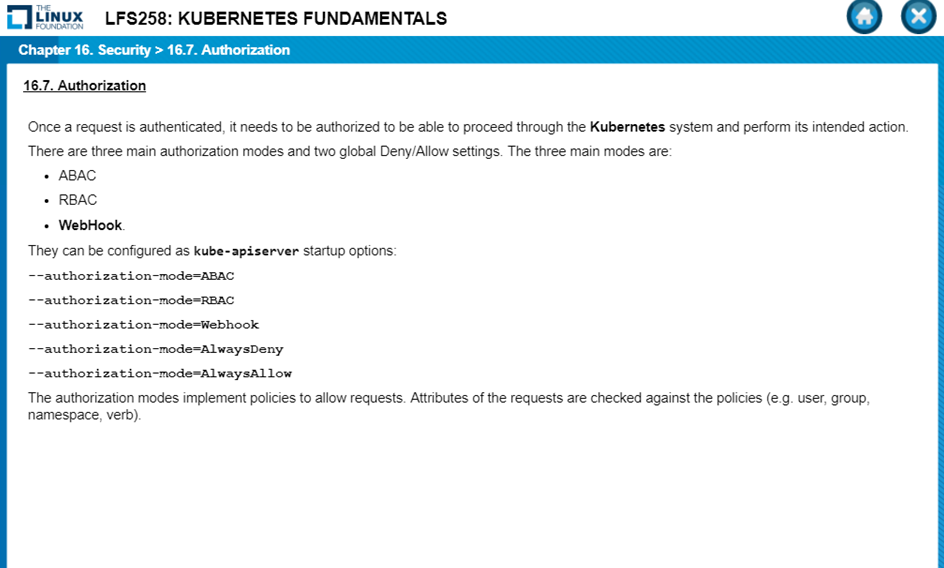 THE
LINUX
FOUNDATION
LFS258: KUBERNETES FUNDAMENTALS
Chapter 16. Security > 16.7. Authorization
16.7. Authorization
Once a request is authenticated, it needs to be authorized to be able to proceed through the Kubernetes system and perform its intended action.
There are three main authorization modes and two global Deny/Allow settings. The three main modes are:
• ABAC
• RBAC
• WebHook.
They can be configured as kube-apiserver startup options:
--authorization-mode=ABAC
--authorization-mode=RBAC
--authorization-mode=Webhook
--authorization-mode=AlwaysDeny
--authorization-mode=AlwaysAllow
The authorization modes implement policies to allow requests. Attributes of the requests are checked against the policies (e.g. user, group,
namespace, verb).